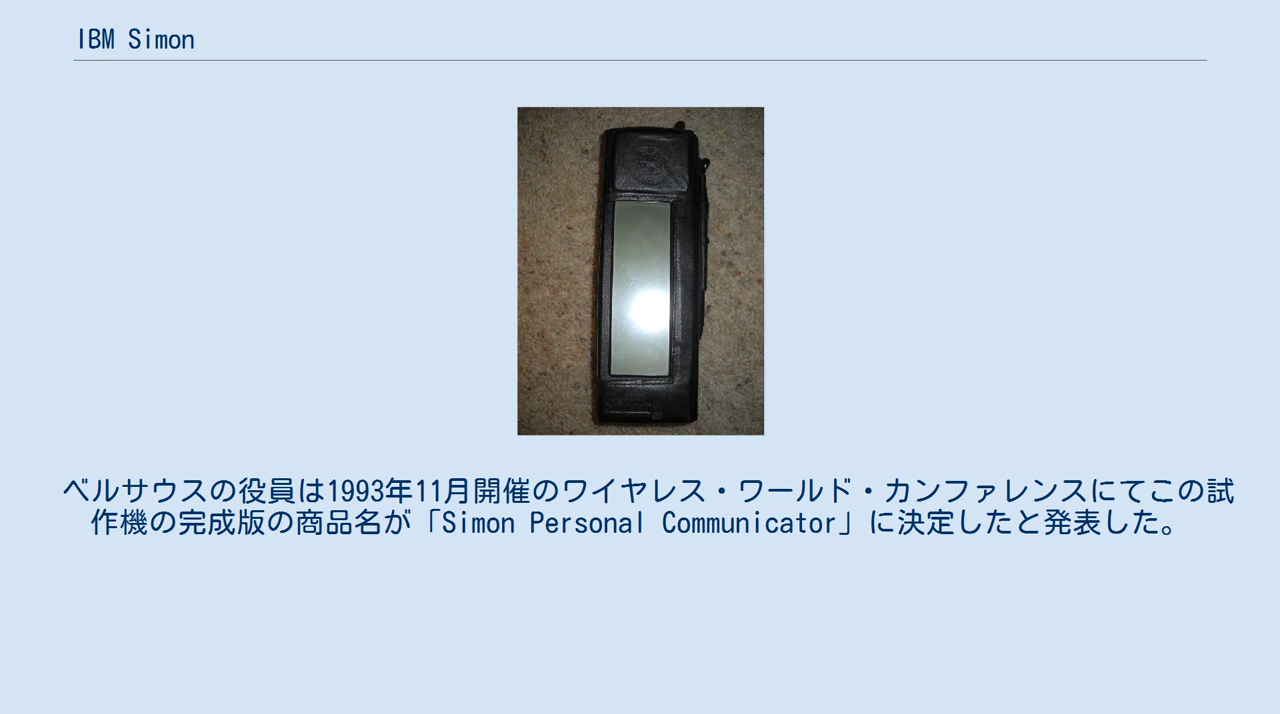 IBM Simon
ベルサウスの役員は1993年11月開催のワイヤレス・ワールド・カンファレンスにてこの試
作機の完成版の商品名が「Simon Personal Communicator」に決定したと発表した。